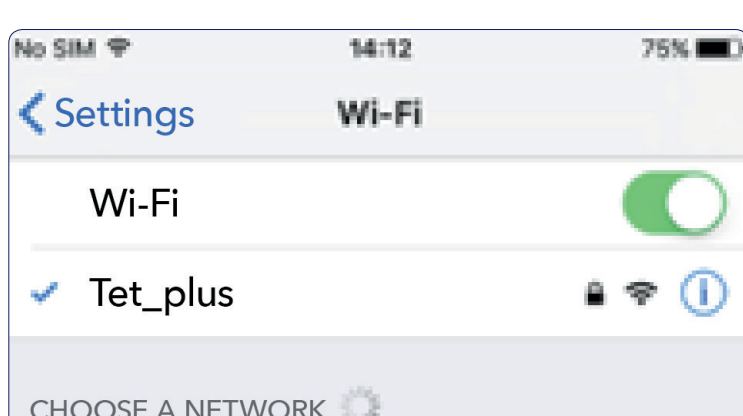 No SIM 14:12 75%
Settings Wi-Fi
Wi-Fi
Tet_plus
CHOOSE A NETWORK